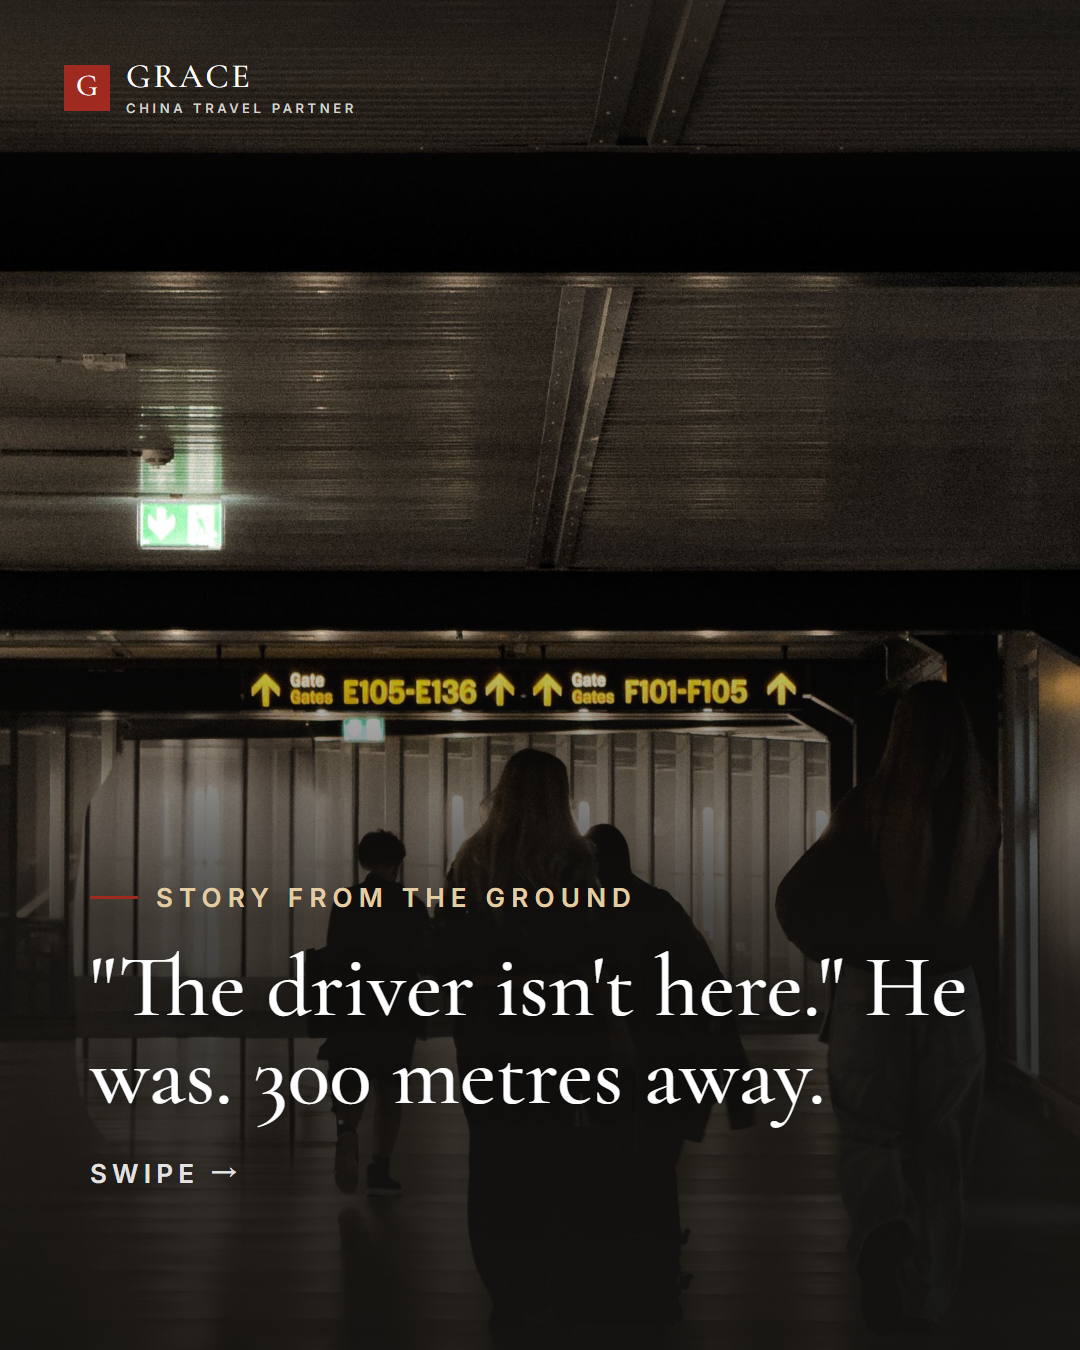 G
GRACE
CHINA TRAVEL PARTNER
Gate
Gates E105-E136
Gate
Gates F101-F105
STORY FROM THE GROUND
"The driver isn't here." He
was. 300 metres away.
SWIPE →